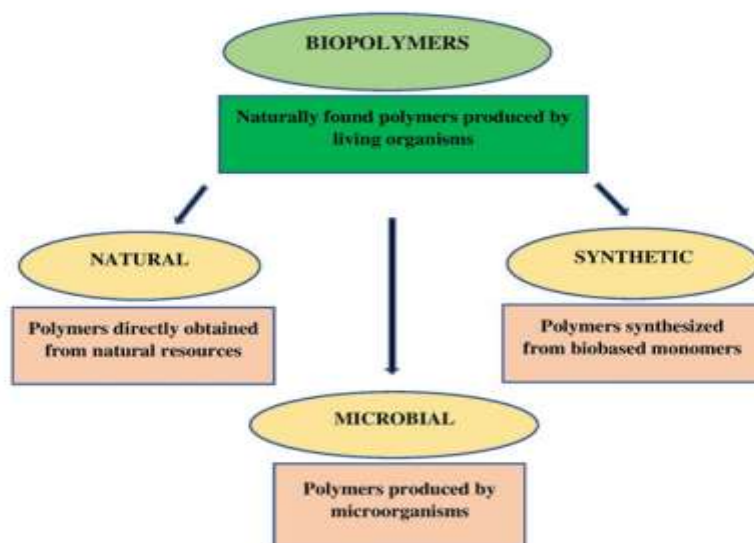 BIOPOLYMERS
Naturally found polymers produced by
living organisms
NATURAL
Polymers directly obtained
from natural resources
SYNTHETIC
Polymers synthesized
from biobased monomers
MICROBIAL
Polymers produced by
microorganisms